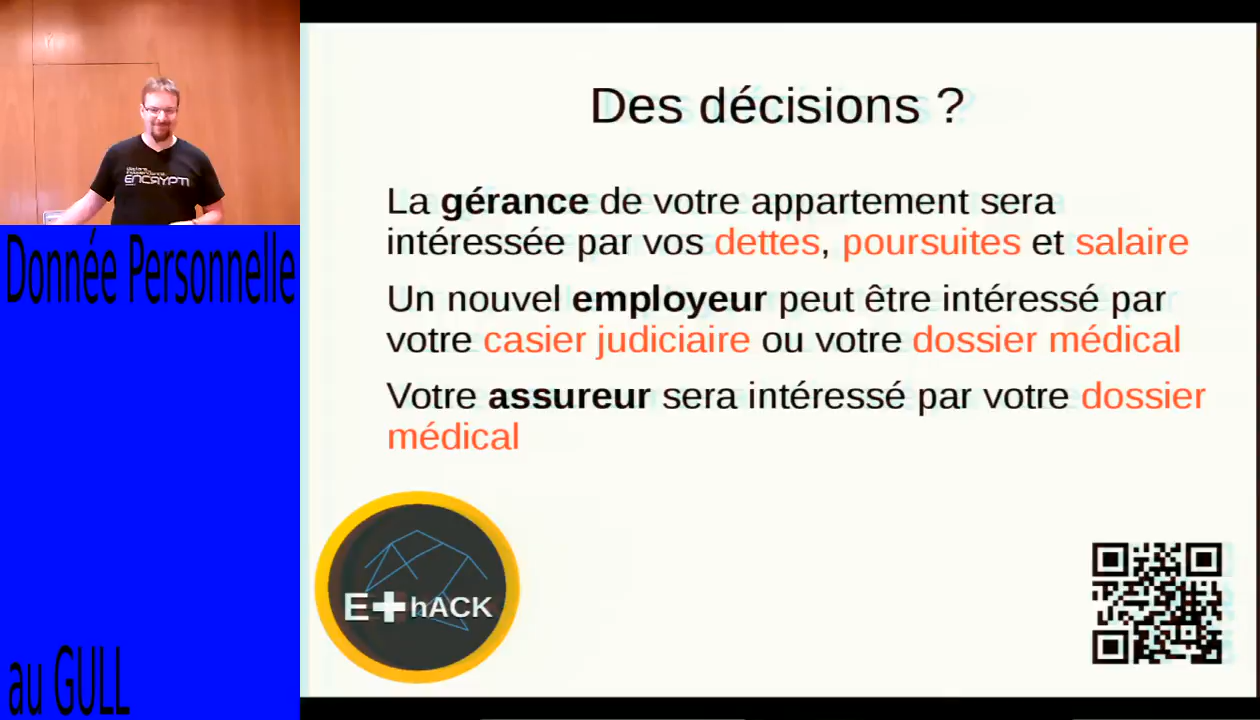 ENCRYPT!
Donnée Personnelle
au GULL
Des décisions ?
La gérance de votre appartement sera
intéressée par vos dettes, poursuites et salaire
Un nouvel employeur peut être intéressé par
votre casier judiciaire ou votre dossier médical
Votre assureur sera intéressé par votre dossier
médical
E+hACK